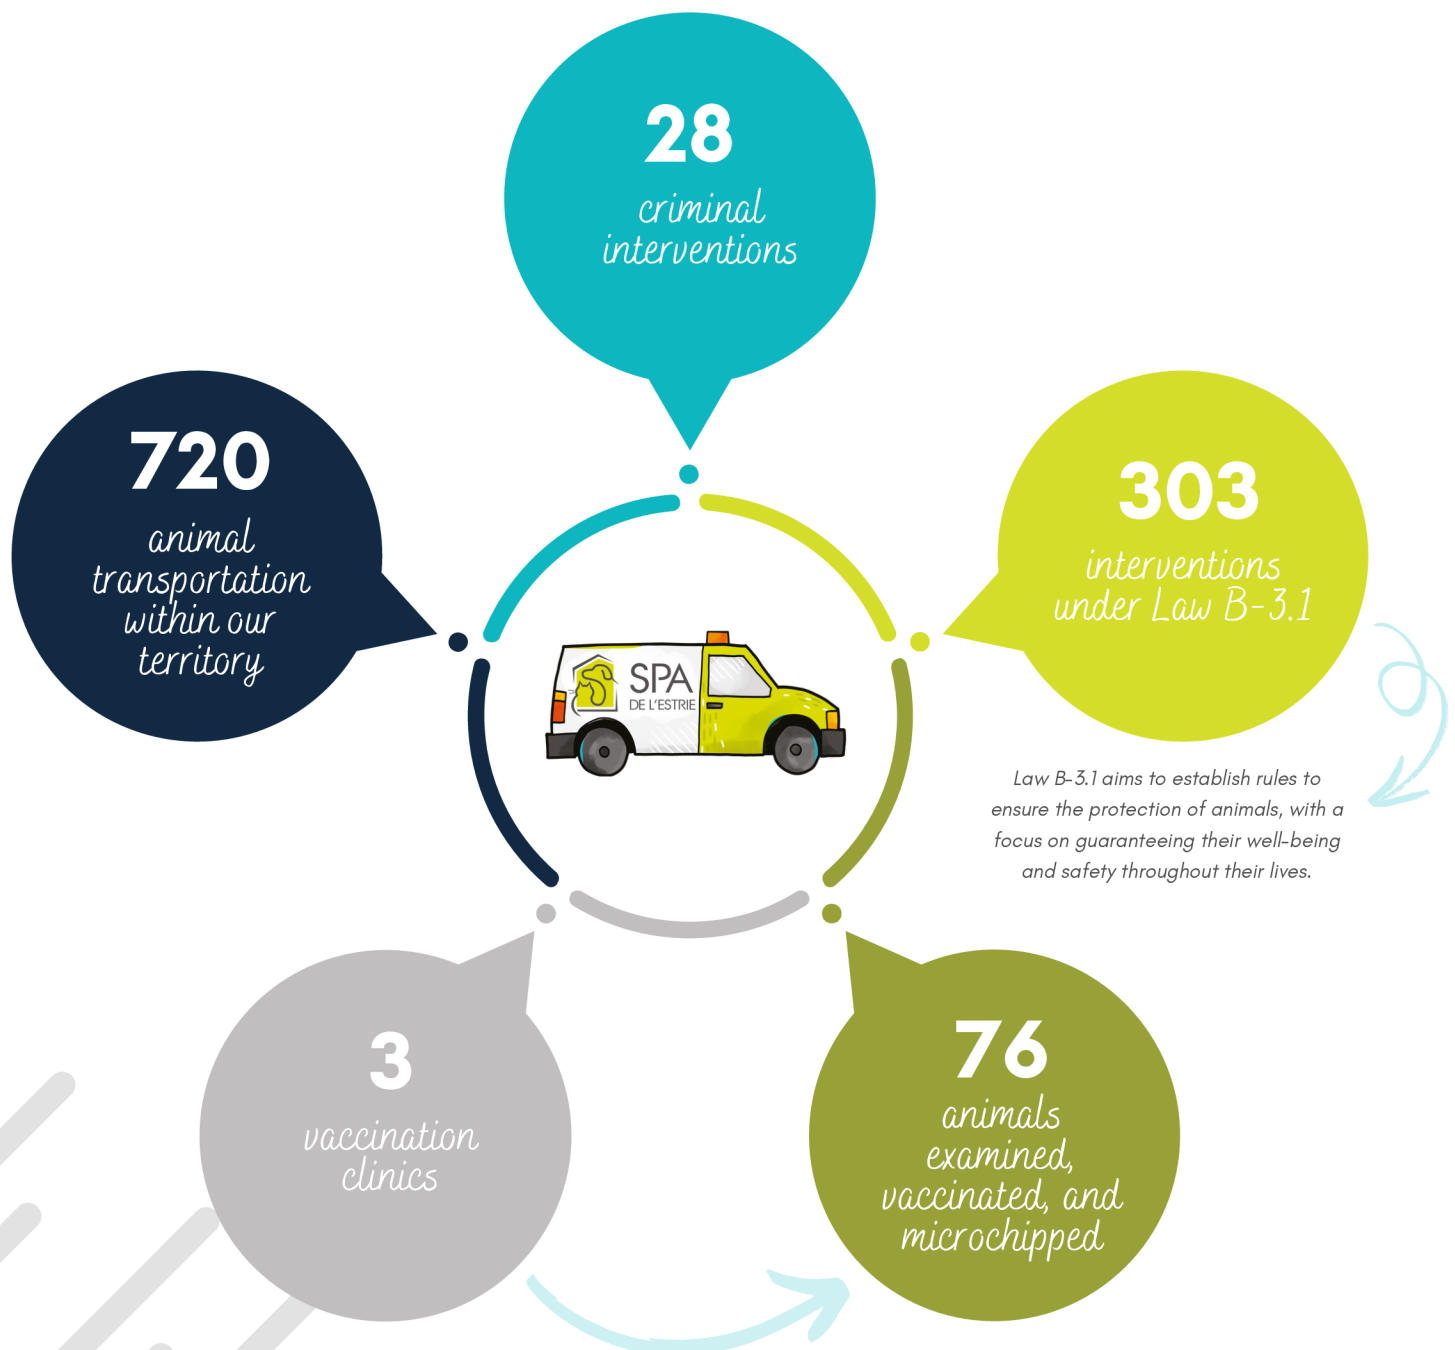 28
criminal
interventions
720
animal
transportation
within our
territory
303
interventions
under Law B-3.1
SPA
DE L'ESTRIE
Law B-3.1 aims to establish rules to
ensure the protection of animals, with a
focus on guaranteeing their well-being
and safety throughout their lives.
3
vaccination
clinics
76
animals
examined,
vaccinated, and
microchipped